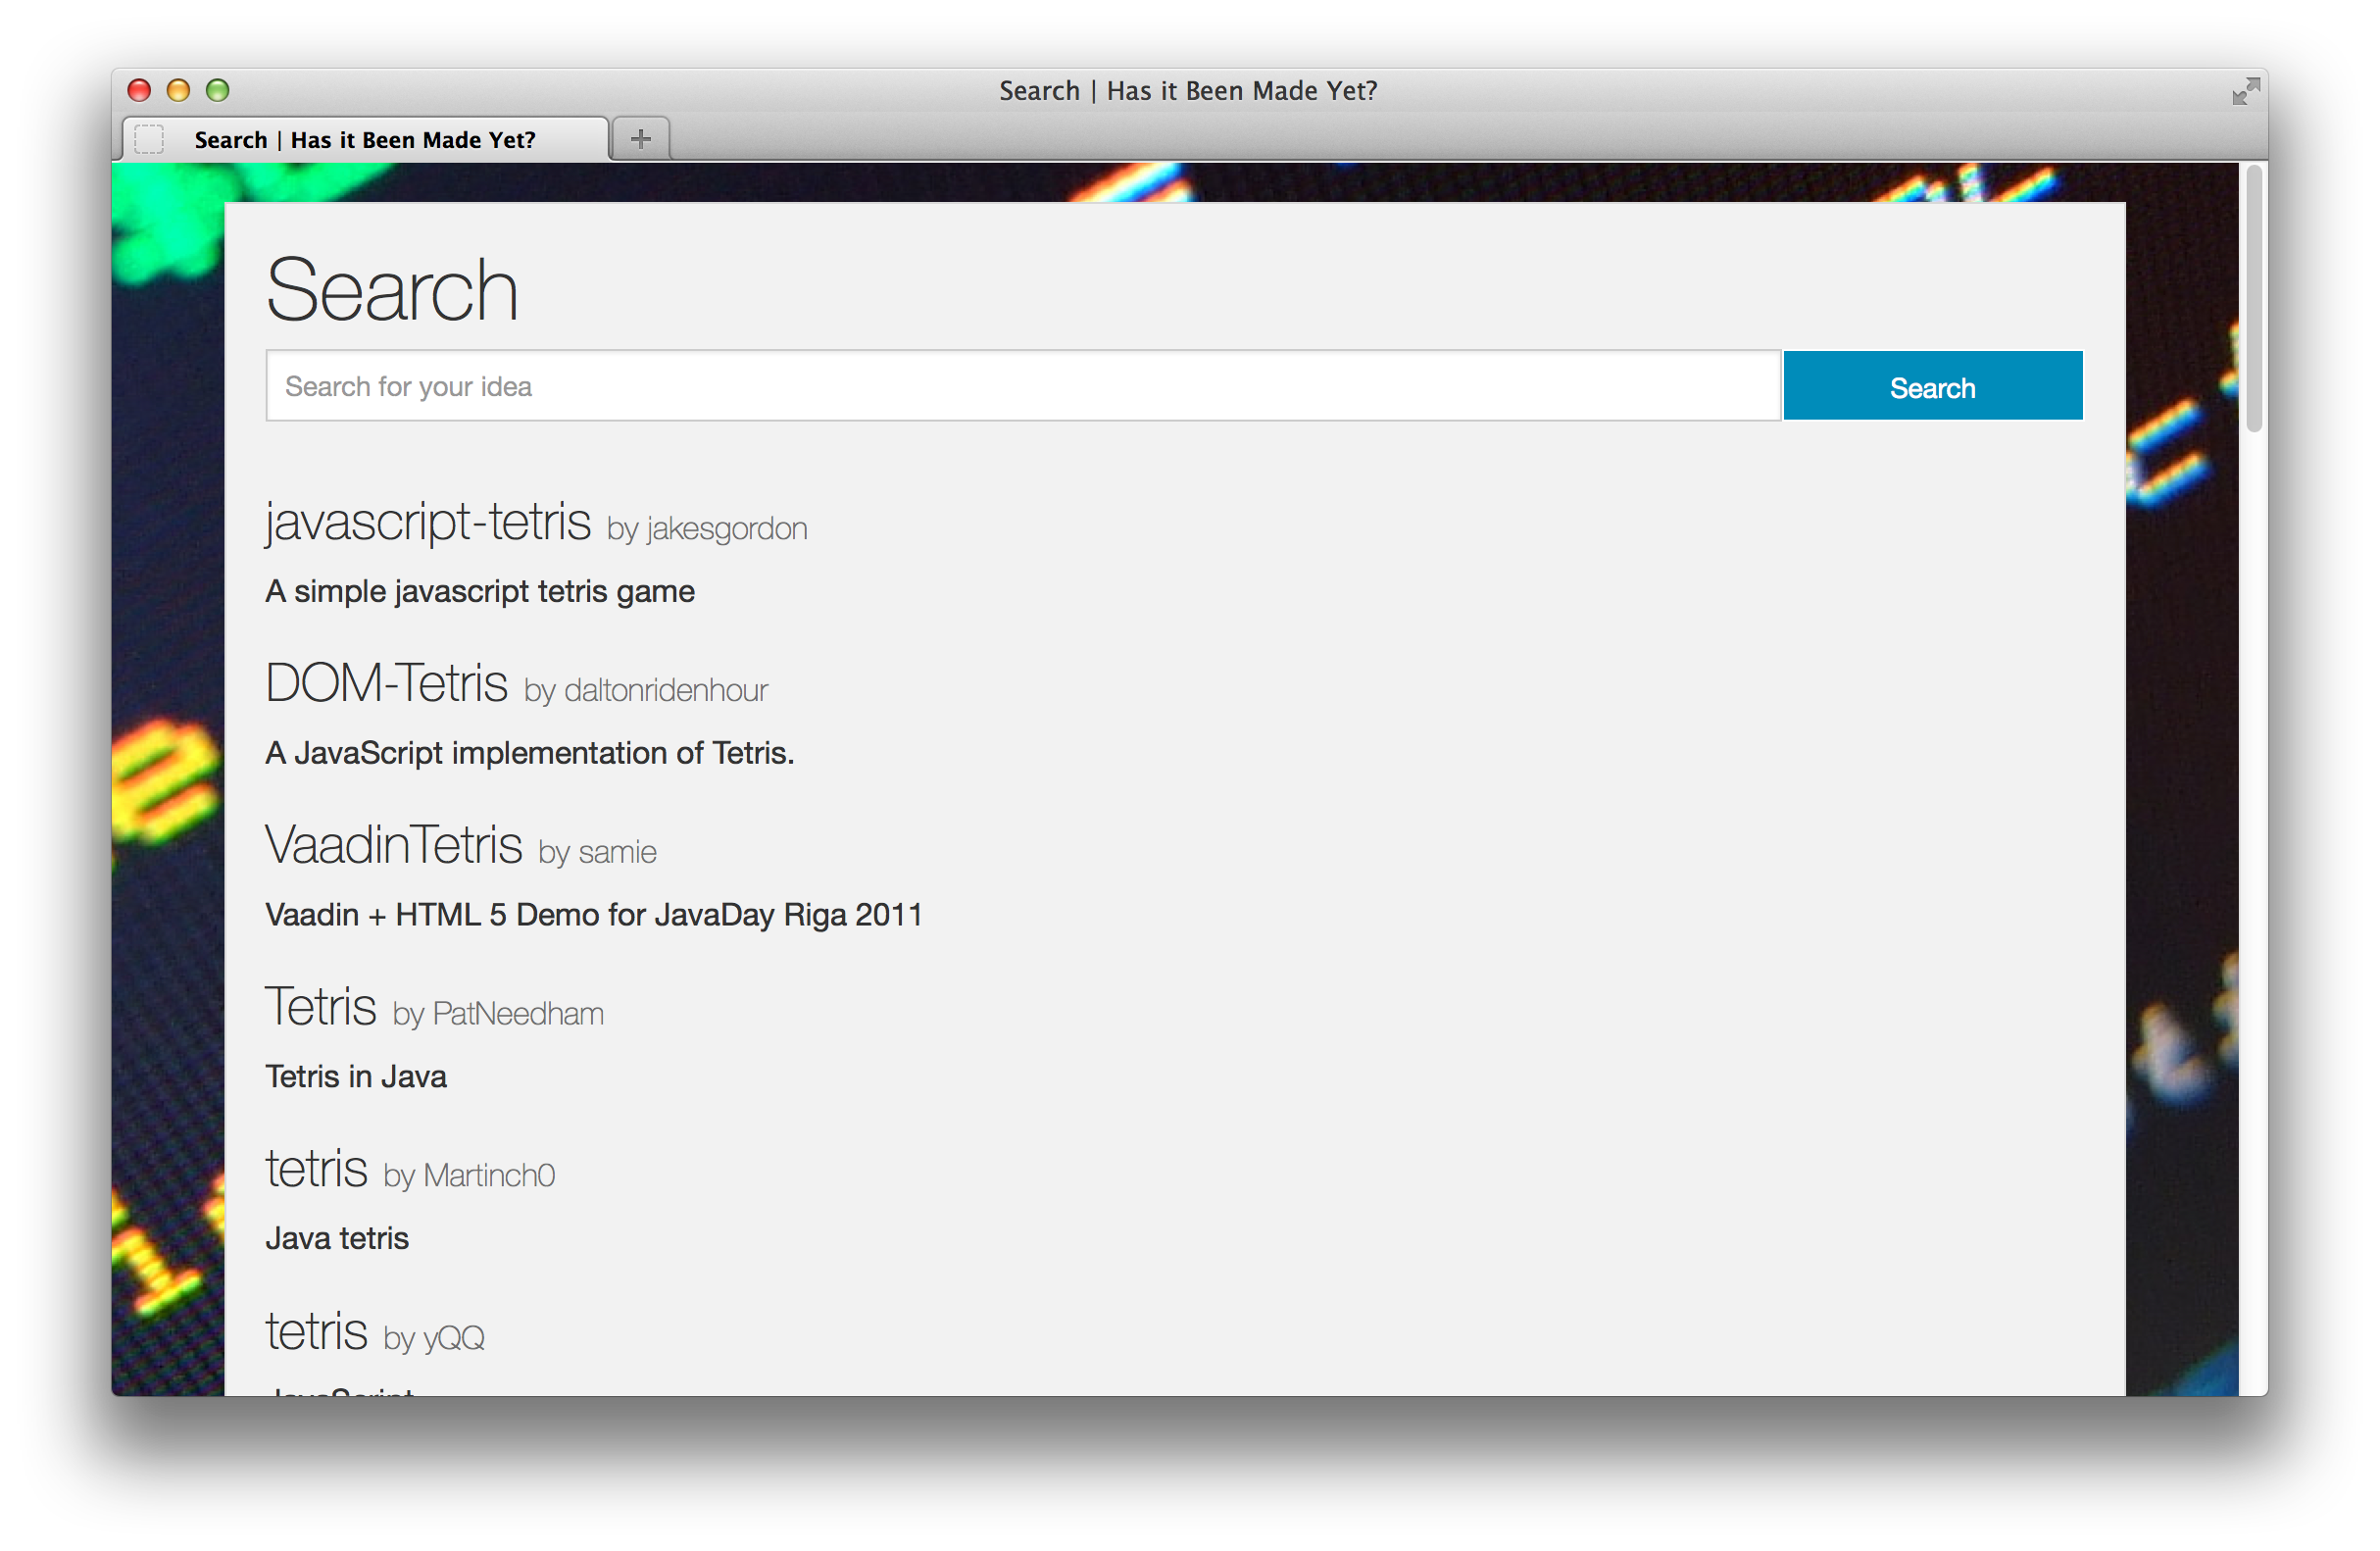 Search | Has it Been Made Yet?
Search | Has it Been Made Yet?
Search
Search for your idea
Search
javascript-tetris by jakesgordon
A simple javascript tetris game
DOM-Tetris by daltonridenhour
A JavaScript implementation of Tetris.
VaadinTetris by samie
Vaadin + HTML 5 Demo for JavaDay Riga 2011
Tetris by PatNeedham
Tetris in Java
tetris by Martinch0
Java tetris
tetris by yQQ
JavaScript